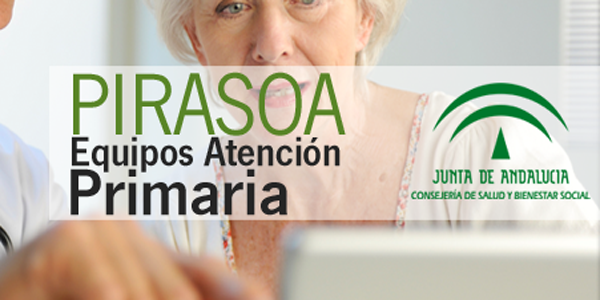 PIRASOA
Equipos Atención
Primaria
JUNTA DE ANDALUCIA
CONSEJERÍA DE SALUD Y BIENESTAR SOCIAL